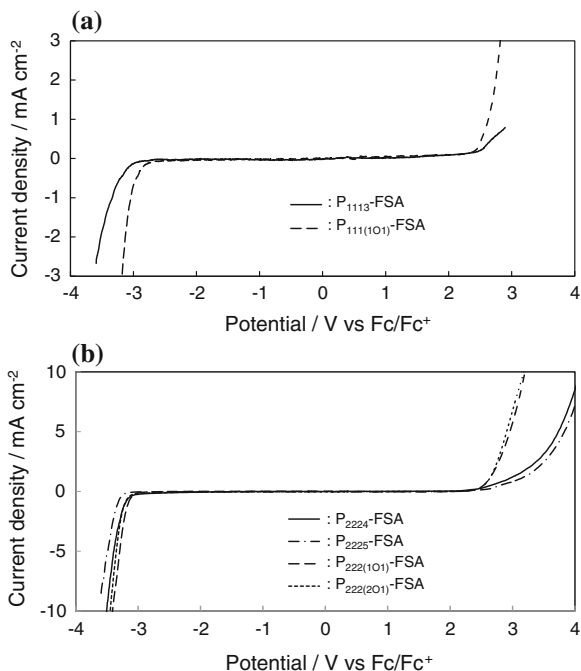 (a)
3
2
1
0
-1
-2
-3
Current density / mA cm⁻²
: P₁₁₁₃-FSA
: P₁₁₁₍₁O₁₎-FSA
-4 -3 -2 -1 0 1 2 3 4
Potential / V vs Fc/Fc⁺
(b)
10
5
0
-5
-10
Current density / mA cm⁻²
: P₂₂₂₄-FSA
: P₂₂₂₅-FSA
: P₂₂₂₍₁O₁₎-FSA
: P₂₂₂₍₂O₁₎-FSA
-4 -3 -2 -1 0 1 2 3 4
Potential / V vs Fc/Fc⁺